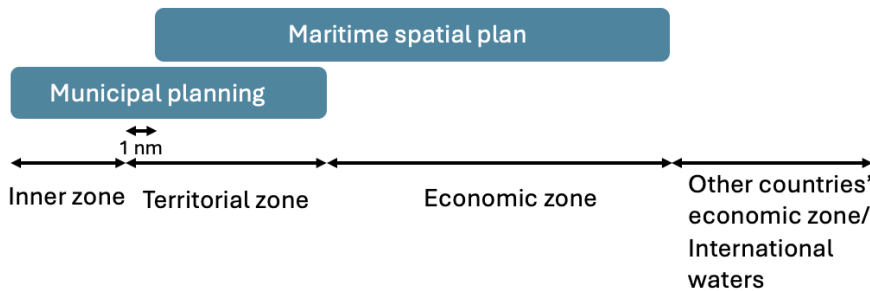 Maritime spatial plan
Municipal planning
1 nm
Inner zone
Territorial zone
Economic zone
Other countries’
economic zone/
International
waters